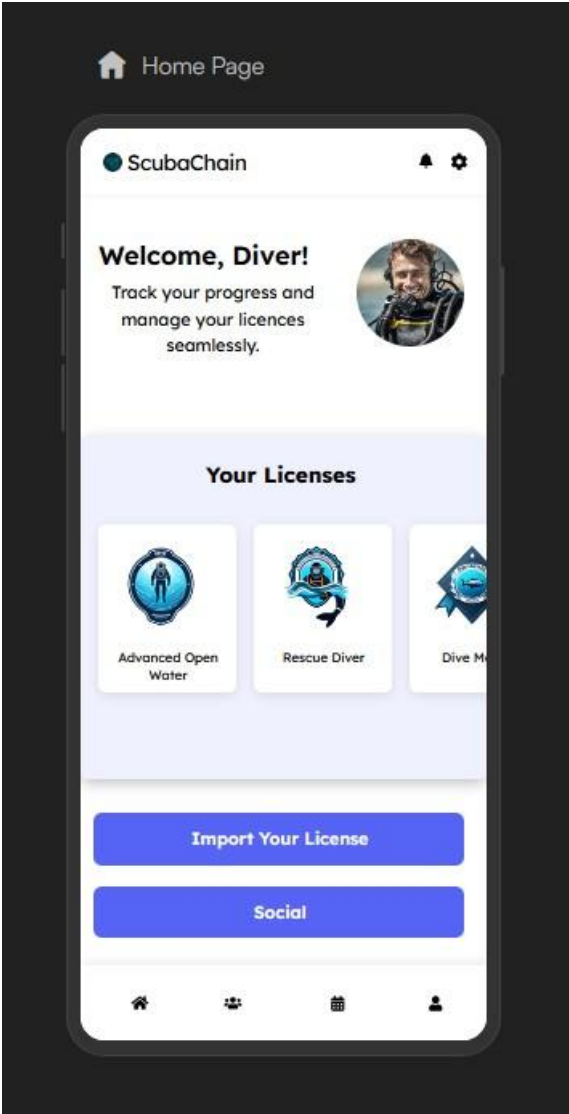 Home Page
ScubaChain
Welcome, Diver!
Track your progress and
manage your licences
seamlessly.
Your Licenses
Advanced Open
Water
Rescue Diver
Dive M
Import Your License
Social